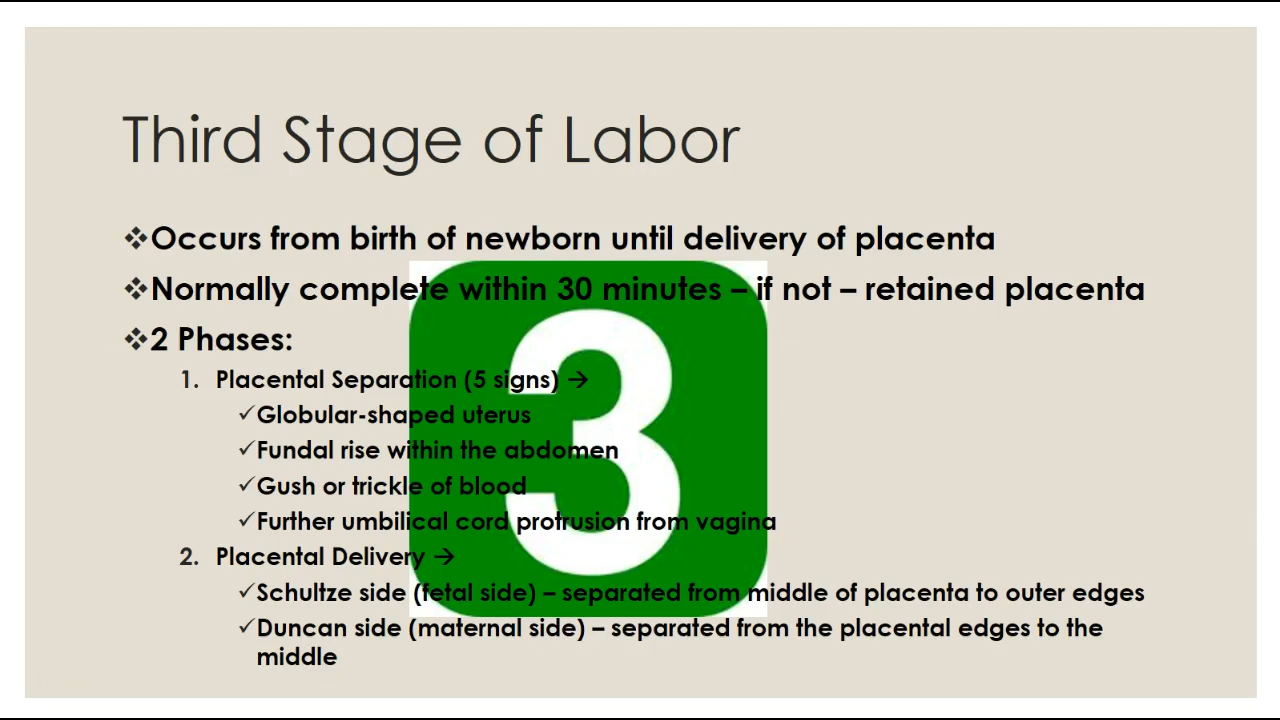 Third Stage of Labor
❖Occurs from birth of newborn until delivery of placenta
❖Normally complete within 30 minutes – if not – retained placenta
❖2 Phases:
1. Placental Separation (5 signs) →
✓Globular-shaped uterus
✓Fundal rise within the abdomen
✓Gush or trickle of blood
✓Further umbilical cord protrusion from vagina
2. Placental Delivery →
✓Schultze side (fetal side) – separated from middle of placenta to outer edges
✓Duncan side (maternal side) – separated from the placental edges to the
middle
3